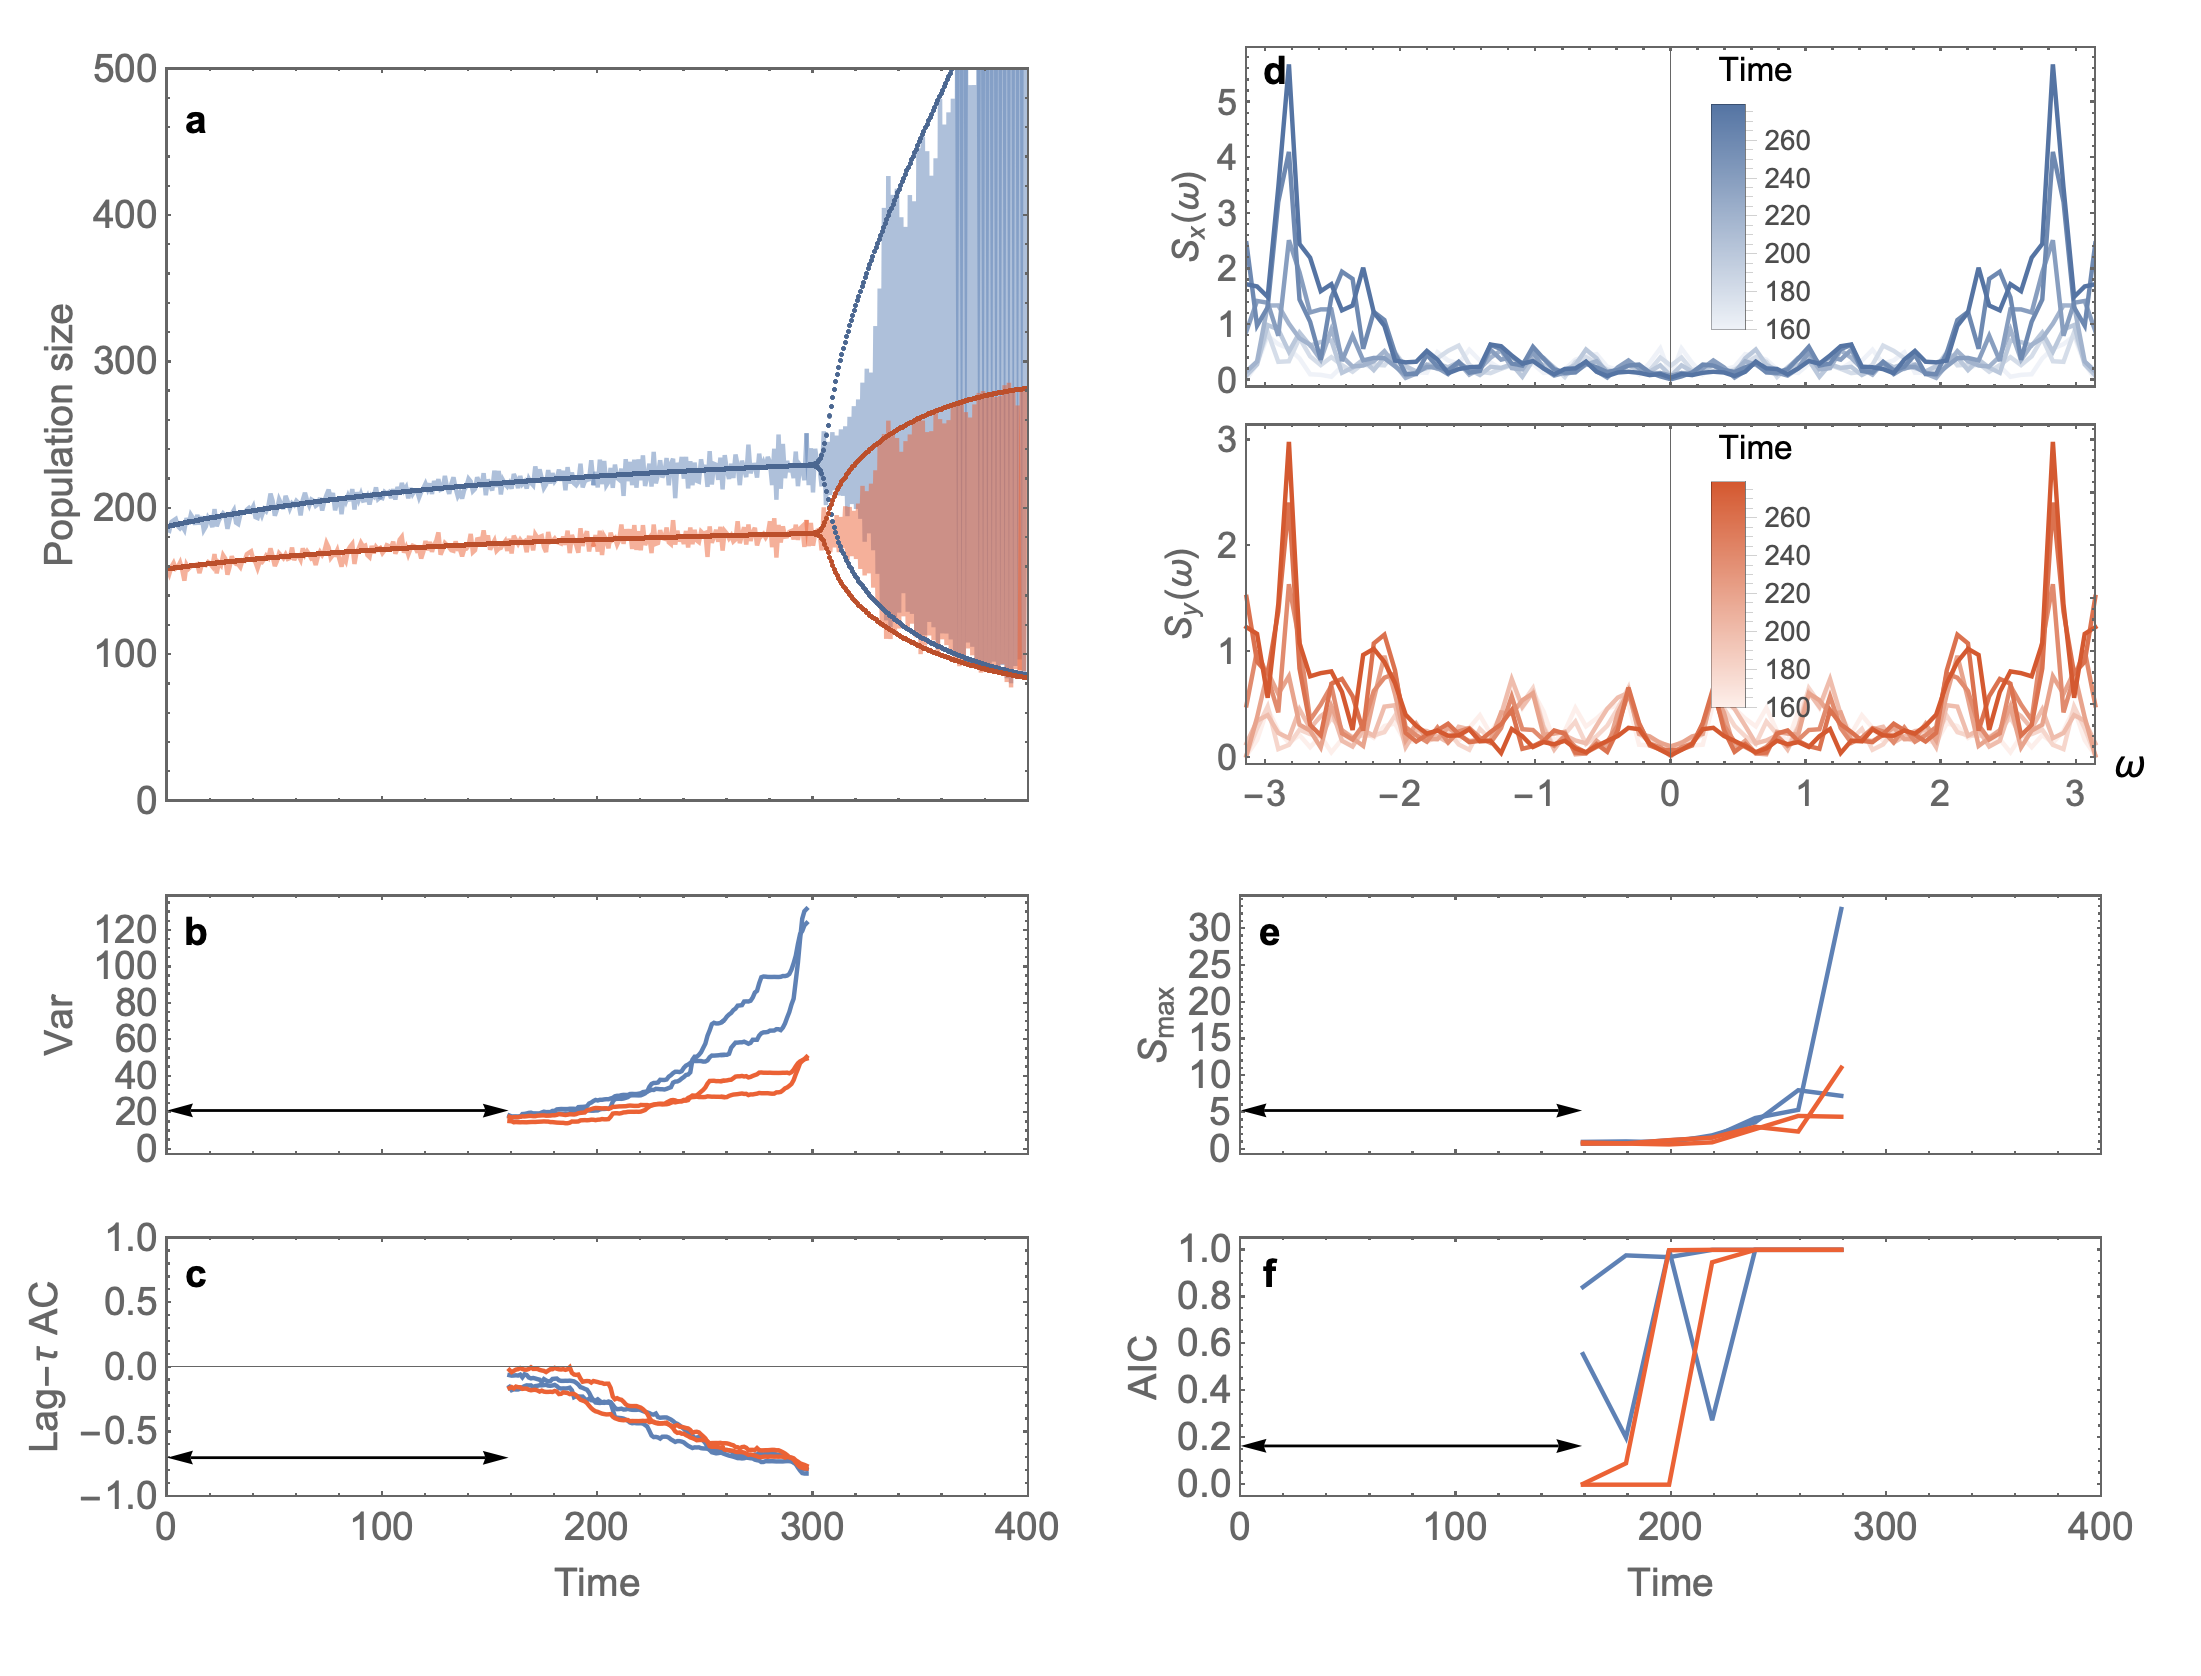 a
500
400
300
200
100
0
Population size
b
120
100
80
60
40
20
0
Var
c
1.0
0.5
0.0
−0.5
−1.0
Lag−τ AC
0 100 200 300 400
Time
d
Time
5
4
3
2
1
0
Sx(ω)
260
240
220
200
180
160
Time
3
2
1
0
Sy(ω)
260
240
220
200
180
160
−3 −2 −1 0 1 2 3
ω
e
30
25
20
15
10
5
0
Smax
f
1.0
0.8
0.6
0.4
0.2
0.0
AIC
0 100 200 300 400
Time